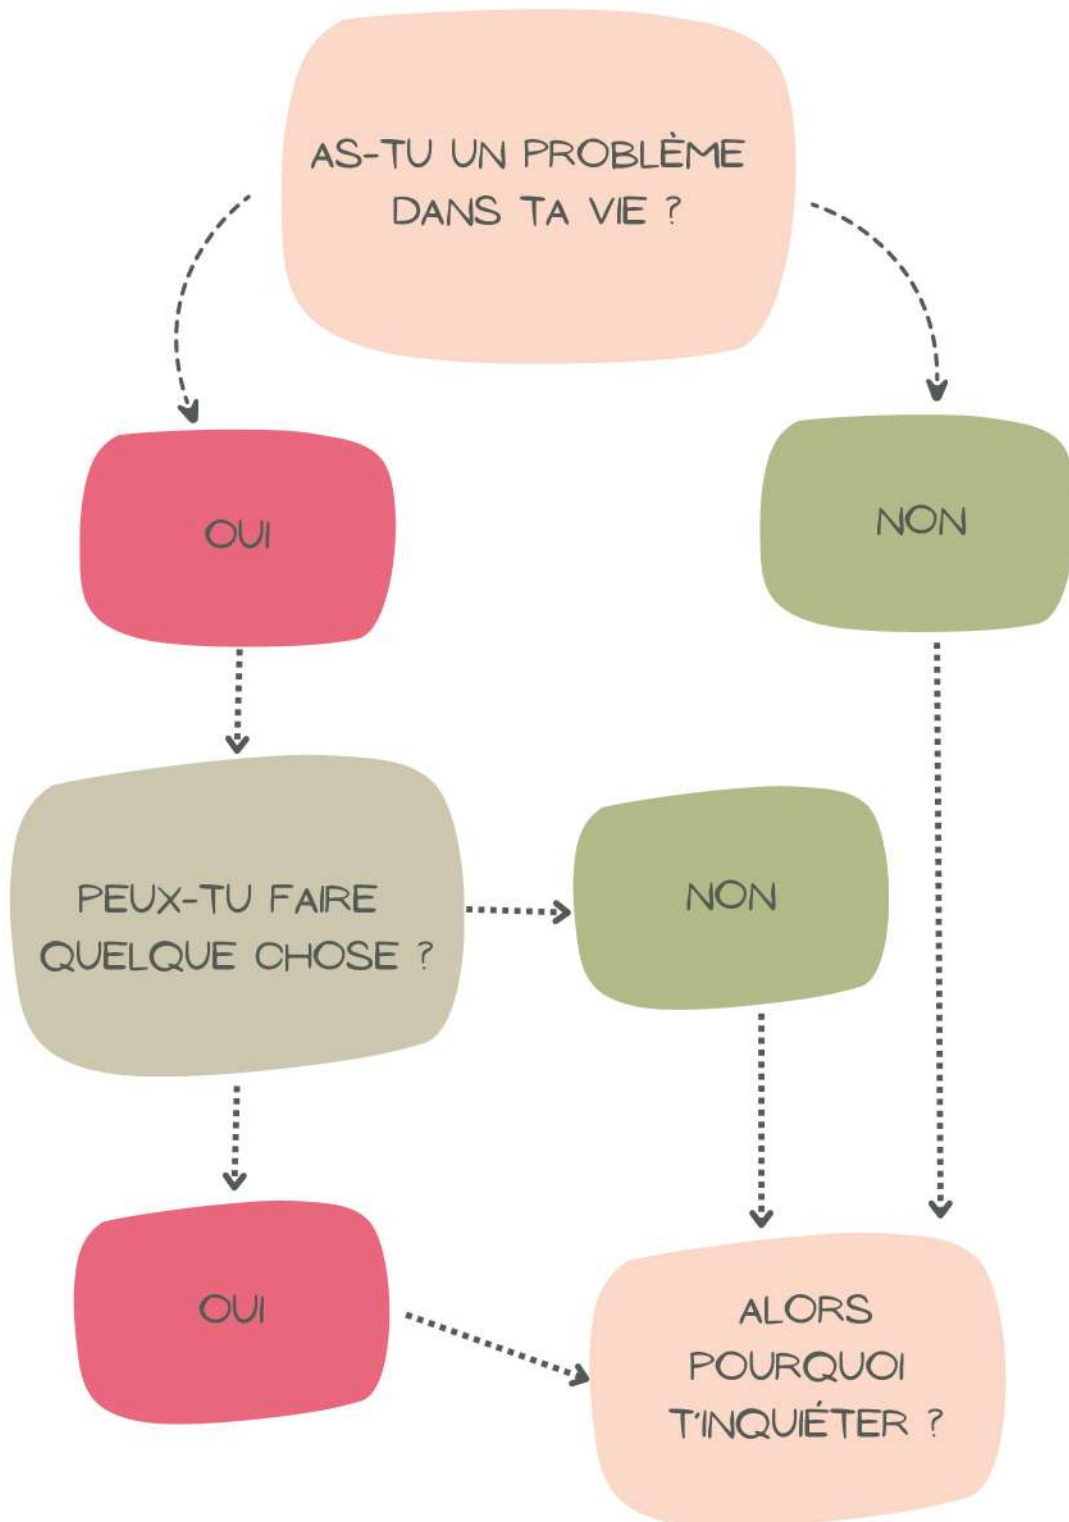 AS-TU UN PROBLÈME
DANS TA VIE ?
OUI
NON
PEUX-TU FAIRE
QUELQUE CHOSE ?
NON
OUI
ALORS
POURQUOI
T'INQUIÉTER ?